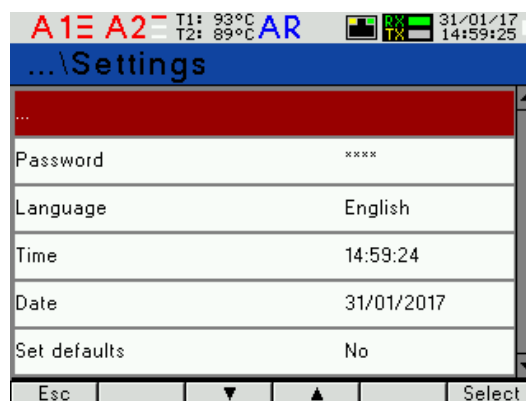 A1 A2 T1: 93°C AR RX 31/01/17
T2: 89°C TX 14:59:25
...\Settings
...
Password ****
Language English
Time 14:59:24
Date 31/01/2017
Set defaults No
Esc ▼ ▲ Select